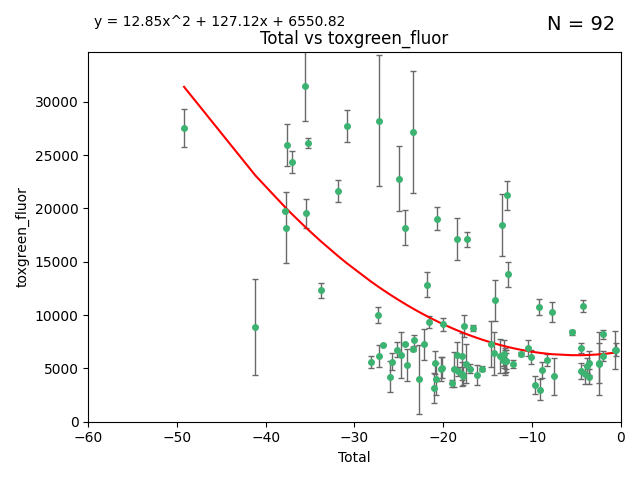 y = 12.85x^2 + 127.12x + 6550.82
N = 92
Total vs toxgreen_fluor
30000
25000
20000
15000
10000
5000
0
toxgreen_fluor
−60 −50 −40 −30 −20 −10 0
Total